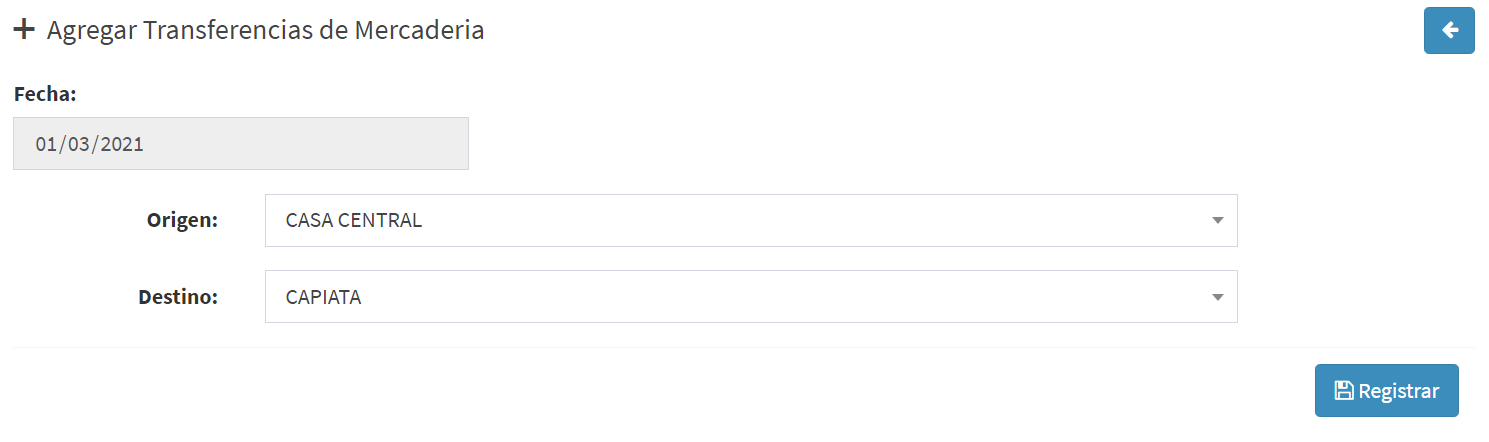 Agregar Transferencias de Mercaderia
Fecha:
01/03/2021
Origen:
CASA CENTRAL
Destino:
CAPIATA
Registrar